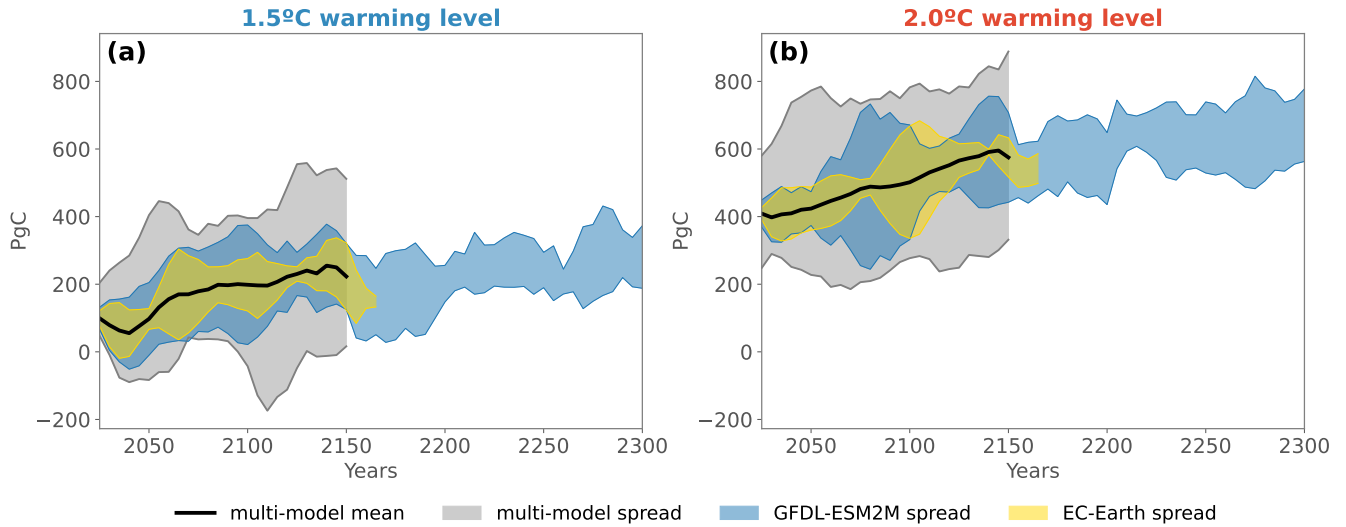 1.5ºC warming level
2.0ºC warming level
(a)
(b)
PgC
800
600
400
200
0
−200
2050
2100
2150
2200
2250
2300
Years
PgC
800
600
400
200
0
−200
2050
2100
2150
2200
2250
2300
Years
multi-model mean
multi-model spread
GFDL-ESM2M spread
EC-Earth spread